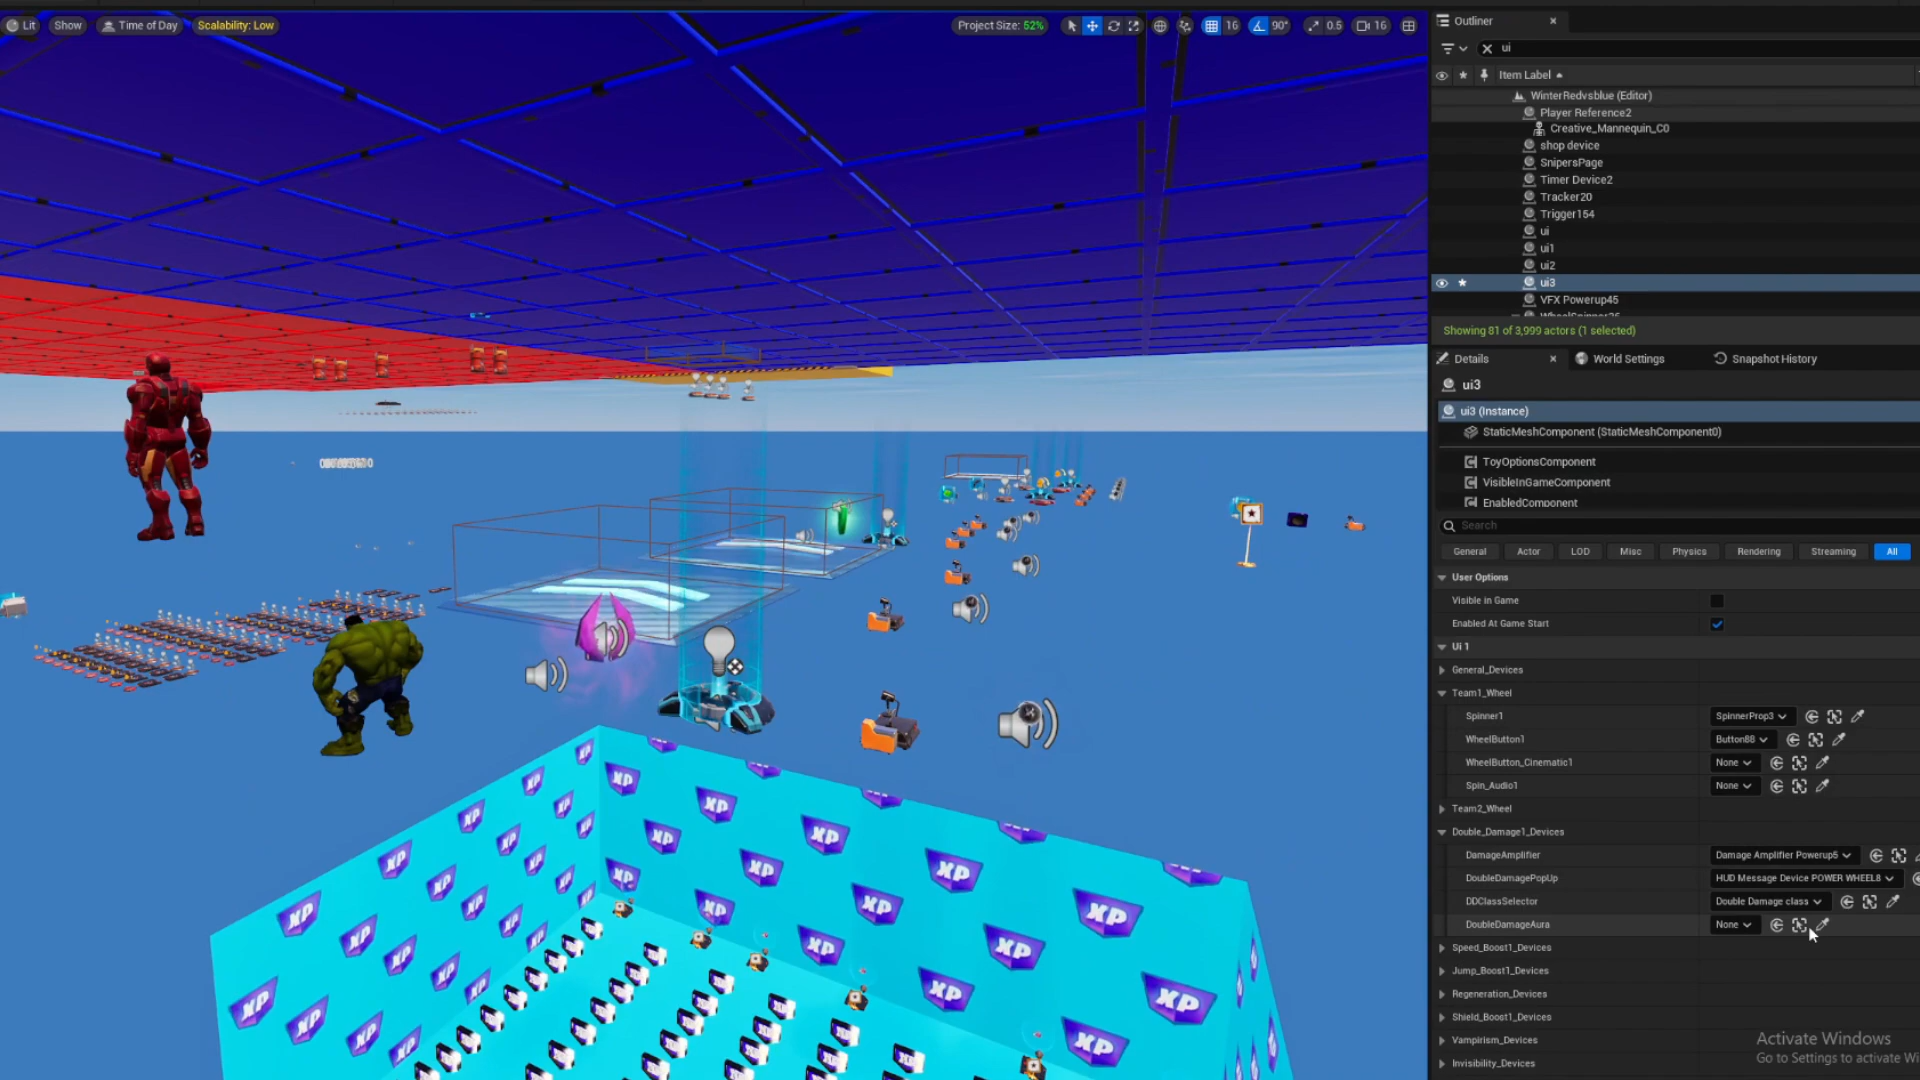 Lit
Show
Time of Day
Scalability: Low
Project Size: 52%
16
90°
0.5
16
Outliner
ui
Item Label
WinterRedvsblue (Editor)
Player Reference2
Creative_Mannequin_C0
shop device
SnipersPage
Timer Device2
Tracker20
Trigger154
ui
ui1
ui2
ui3
VFX Powerup45
Showing 81 of 3,999 actors (1 selected)
Details
World Settings
Snapshot History
ui3
ui3 (Instance)
StaticMeshComponent (StaticMeshComponent0)
ToyOptionsComponent
VisibleInGameComponent
EnabledComponent
Search
General
Actor
LOD
Misc
Physics
Rendering
Streaming
All
User Options
Visible in Game
Enabled At Game Start
Ui 1
General_Devices
Team1_Wheel
Spinner1 SpinnerProp3
WheelButton1 Button88
WheelButton_Cinematic1 None
Spin_Audio1 None
Team2_Wheel
Double_Damage1_Devices
DamageAmplifier Damage Amplifier Powerup5
DoubleDamagePopUp HUD Message Device POWER WHEEL8
DDClassSelector Double Damage class
DoubleDamageAura None
Speed_Boost1_Devices
Jump_Boost1_Devices
Regeneration_Devices
Shield_Boost1_Devices
Vampirism_Devices
Invisibility_Devices
Activate Windows
Go to Settings to activate Wi
XP